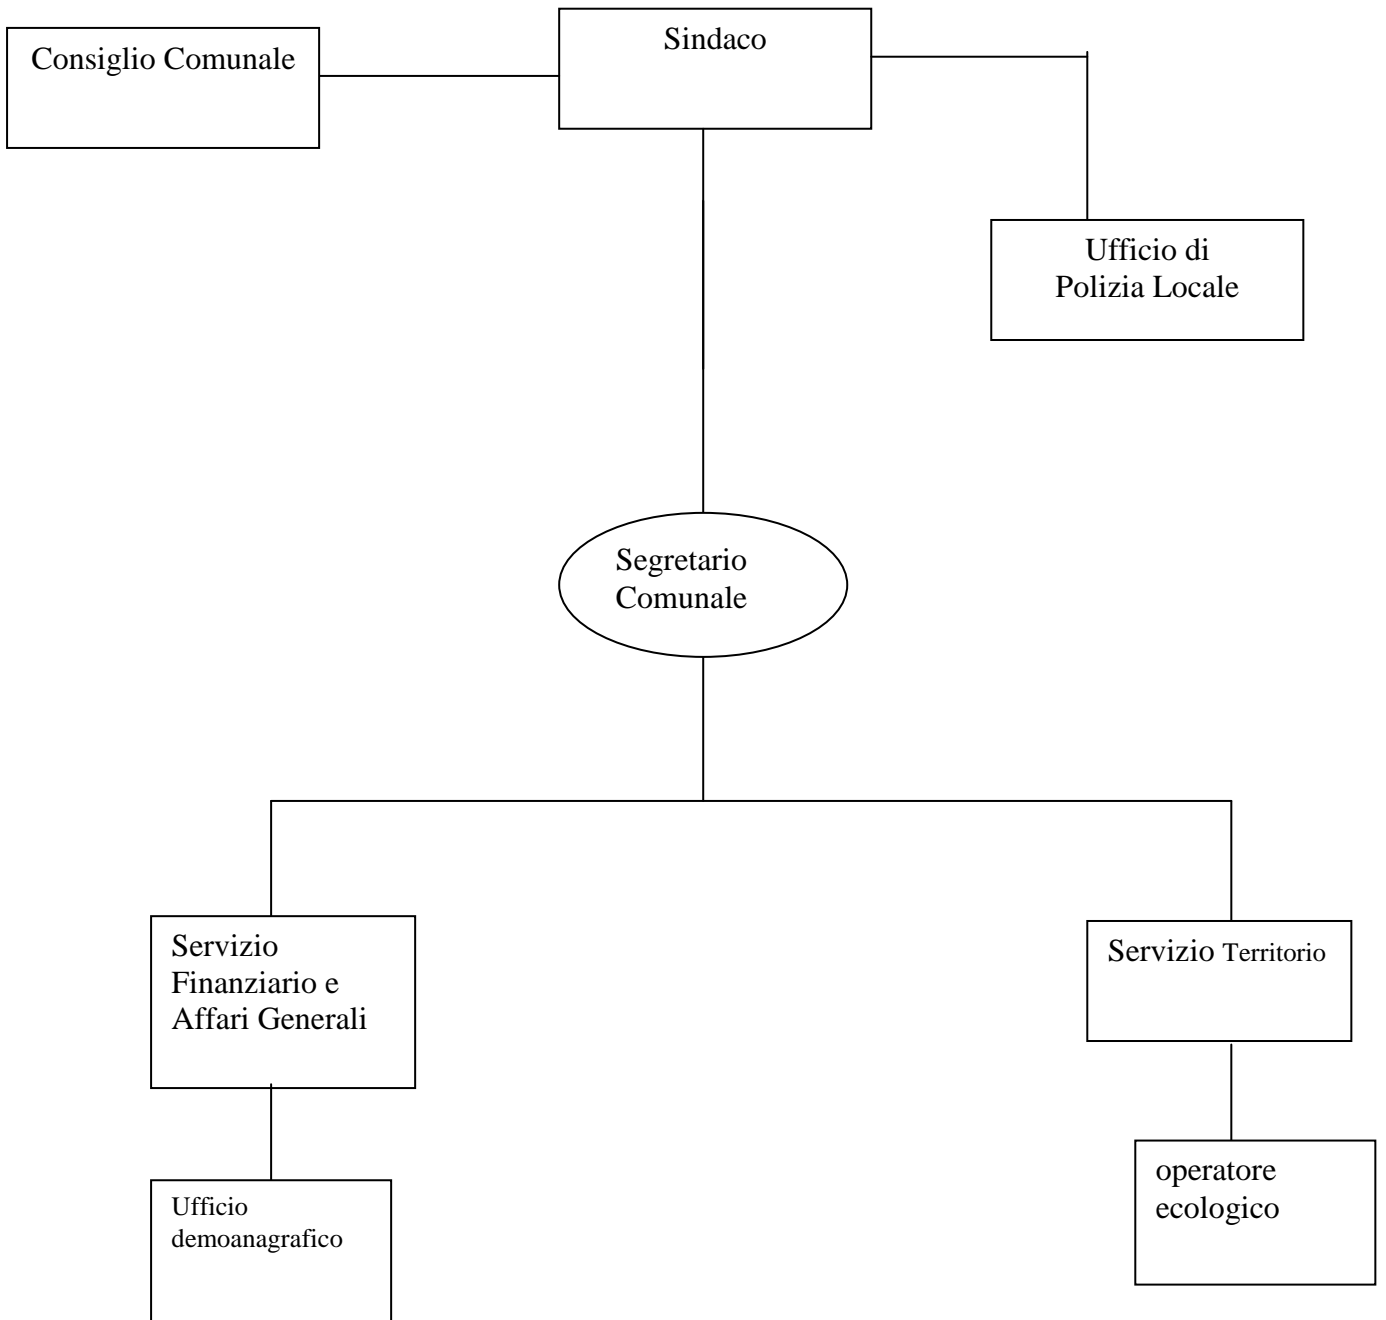 Consiglio Comunale
Sindaco
Ufficio di
Polizia Locale
Segretario
Comunale
Servizio
Finanziario e
Affari Generali
Servizio Territorio
Ufficio
demoanagrafico
operatore
ecologico